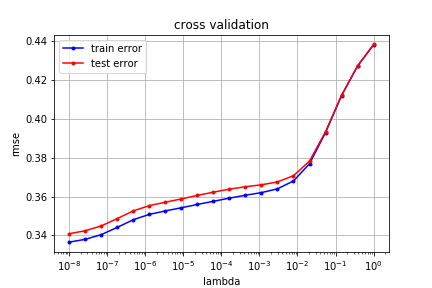 cross validation
0.44
0.42
0.40
0.38
0.36
0.34
rmse
train error
test error
10⁻⁸ 10⁻⁷ 10⁻⁶ 10⁻⁵ 10⁻⁴ 10⁻³ 10⁻² 10⁻¹ 10⁰
lambda